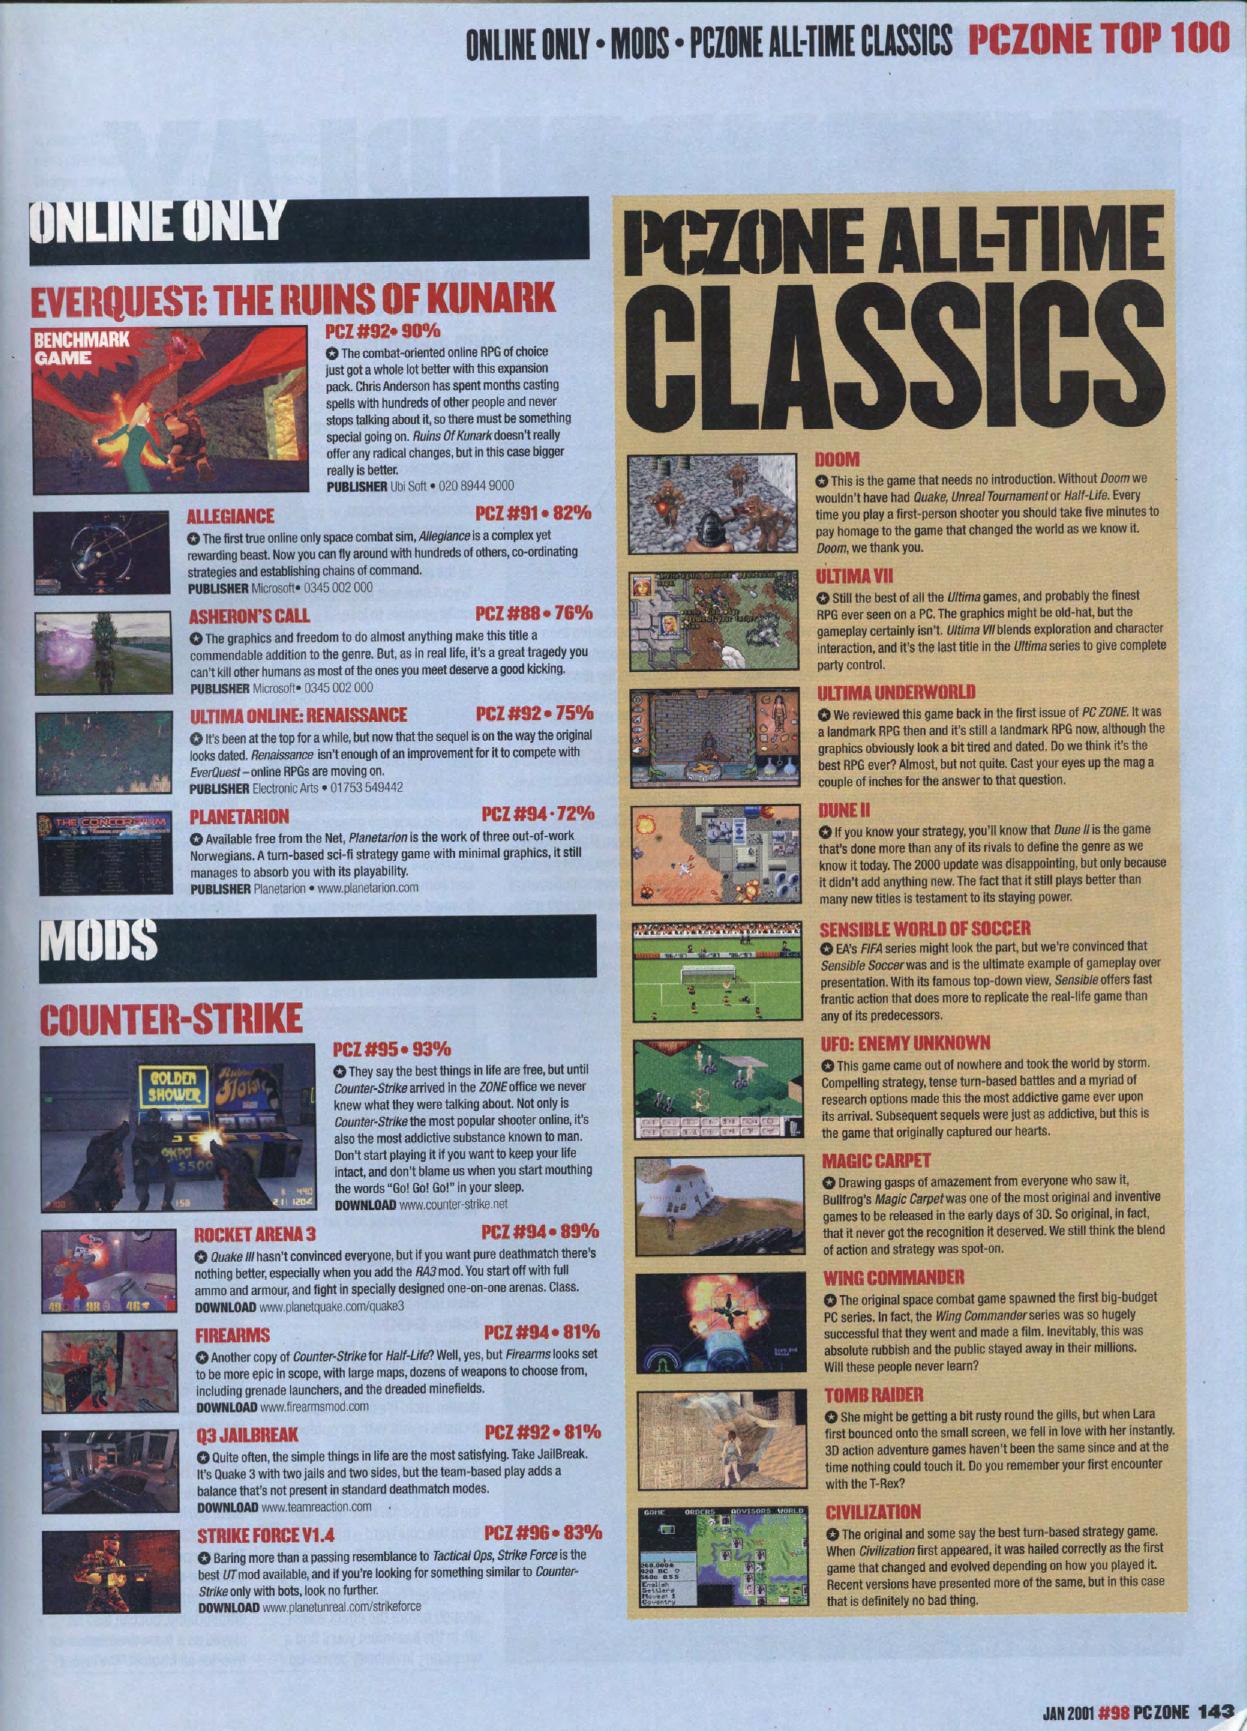 ONLINE ONLY • MODS • PCZONE ALL-TIME CLASSICS PCZONE TOP 100
ONLINE ONLY
EVERQUEST: THE RUINS OF KUNARK
BENCHMARK
GAME
PCZ #92 • 90%
The combat-oriented online RPG of choice
just got a whole lot better with this expansion
pack. Chris Anderson has spent months casting
spells with hundreds of other people and never
stops talking about it, so there must be something
special going on. Ruins Of Kunark doesn't really
offer any radical changes, but in this case bigger
really is better.
PUBLISHER Ubi Soft • 020 8944 9000
ALLEGIANCE PCZ #91 • 82%
The first true online only space combat sim, Allegiance is a complex yet
rewarding beast. Now you can fly around with hundreds of others, co-ordinating
strategies and establishing chains of command.
PUBLISHER Microsoft • 0345 002 000
ASHERON'S CALL PCZ #88 • 76%
The graphics and freedom to do almost anything make this title a
commendable addition to the genre. But, as in real life, it's a great tragedy you
can't kill other humans as most of the ones you meet deserve a good kicking.
PUBLISHER Microsoft • 0345 002 000
ULTIMA ONLINE: RENAISSANCE PCZ #92 • 75%
It's been at the top for a while, but now that the sequel is on the way the original
looks dated. Renaissance isn't enough of an improvement for it to compete with
EverQuest – online RPGs are moving on.
PUBLISHER Electronic Arts • 01753 549442
THE CONCORDIUM
PLANETARION PCZ #94 • 72%
Available free from the Net, Planetarion is the work of three out-of-work
Norwegians. A turn-based sci-fi strategy game with minimal graphics, it still
manages to absorb you with its playability.
PUBLISHER Planetarion • www.planetarion.com
MODS
COUNTER-STRIKE
GOLDEN
SHOWER
$500
PCZ #95 • 93%
They say the best things in life are free, but until
Counter-Strike arrived in the ZONE office we never
knew what they were talking about. Not only is
Counter-Strike the most popular shooter online, it's
also the most addictive substance known to man.
Don't start playing it if you want to keep your life
intact, and don't blame us when you start mouthing
the words "Go! Go! Go!" in your sleep.
DOWNLOAD www.counter-strike.net
ROCKET ARENA 3 PCZ #94 • 89%
Quake III hasn't convinced everyone, but if you want pure deathmatch there's
nothing better, especially when you add the RA3 mod. You start off with full
ammo and armour, and fight in specially designed one-on-one arenas. Class.
DOWNLOAD www.planetquake.com/quake3
FIREARMS PCZ #94 • 81%
Another copy of Counter-Strike for Half-Life? Well, yes, but Firearms looks set
to be more epic in scope, with large maps, dozens of weapons to choose from,
including grenade launchers, and the dreaded minefields.
DOWNLOAD www.firearmsmod.com
Q3 JAILBREAK PCZ #92 • 81%
Quite often, the simple things in life are the most satisfying. Take JailBreak.
It's Quake 3 with two jails and two sides, but the team-based play adds a
balance that's not present in standard deathmatch modes.
DOWNLOAD www.teamreaction.com
STRIKE FORCE V1.4 PCZ #96 • 83%
Baring more than a passing resemblance to Tactical Ops, Strike Force is the
best UT mod available, and if you're looking for something similar to Counter-
Strike only with bots, look no further.
DOWNLOAD www.planetunreal.com/strikeforce
PCZONE ALL-TIME
CLASSICS
DOOM
This is the game that needs no introduction. Without Doom we
wouldn't have had Quake, Unreal Tournament or Half-Life. Every
time you play a first-person shooter you should take five minutes to
pay homage to the game that changed the world as we know it.
Doom, we thank you.
ULTIMA VII
Still the best of all the Ultima games, and probably the finest
RPG ever seen on a PC. The graphics might be old-hat, but the
gameplay certainly isn't. Ultima VII blends exploration and character
interaction, and it's the last title in the Ultima series to give complete
party control.
ULTIMA UNDERWORLD
We reviewed this game back in the first issue of PC ZONE. It was
a landmark RPG then and it's still a landmark RPG now, although the
graphics obviously look a bit tired and dated. Do we think it's the
best RPG ever? Almost, but not quite. Cast your eyes up the mag a
couple of inches for the answer to that question.
DUNE II
If you know your strategy, you'll know that Dune II is the game
that's done more than any of its rivals to define the genre as we
know it today. The 2000 update was disappointing, but only because
it didn't add anything new. The fact that it still plays better than
many new titles is testament to its staying power.
SENSIBLE WORLD OF SOCCER
EA's FIFA series might look the part, but we're convinced that
Sensible Soccer was and is the ultimate example of gameplay over
presentation. With its famous top-down view, Sensible offers fast
frantic action that does more to replicate the real-life game than
any of its predecessors.
UFO: ENEMY UNKNOWN
This game came out of nowhere and took the world by storm.
Compelling strategy, tense turn-based battles and a myriad of
research options made this the most addictive game ever upon
its arrival. Subsequent sequels were just as addictive, but this is
the game that originally captured our hearts.
MAGIC CARPET
Drawing gasps of amazement from everyone who saw it,
Bullfrog's Magic Carpet was one of the most original and inventive
games to be released in the early days of 3D. So original, in fact,
that it never got the recognition it deserved. We still think the blend
of action and strategy was spot-on.
WING COMMANDER
The original space combat game spawned the first big-budget
PC series. In fact, the Wing Commander series was so hugely
successful that they went and made a film. Inevitably, this was
absolute rubbish and the public stayed away in their millions.
Will these people never learn?
TOMB RAIDER
She might be getting a bit rusty round the gills, but when Lara
first bounced onto the small screen, we fell in love with her instantly.
3D action adventure games haven't been the same since and at the
time nothing could touch it. Do you remember your first encounter
with the T-Rex?
GAME ORDERS ADVISORS WORLD
English
Settlers
Coventry
CIVILIZATION
The original and some say the best turn-based strategy game.
When Civilization first appeared, it was hailed correctly as the first
game that changed and evolved depending on how you played it.
Recent versions have presented more of the same, but in this case
that is definitely no bad thing.
JAN 2001 #98 PC ZONE 143